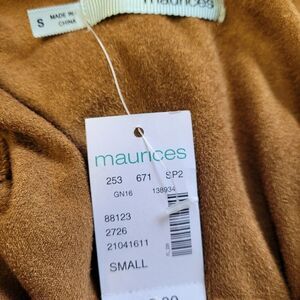 S
MADE IN
CHINA
maurices
maurices
253 671 SP2
GN16 138934
88123
2726
21041611
SMALL